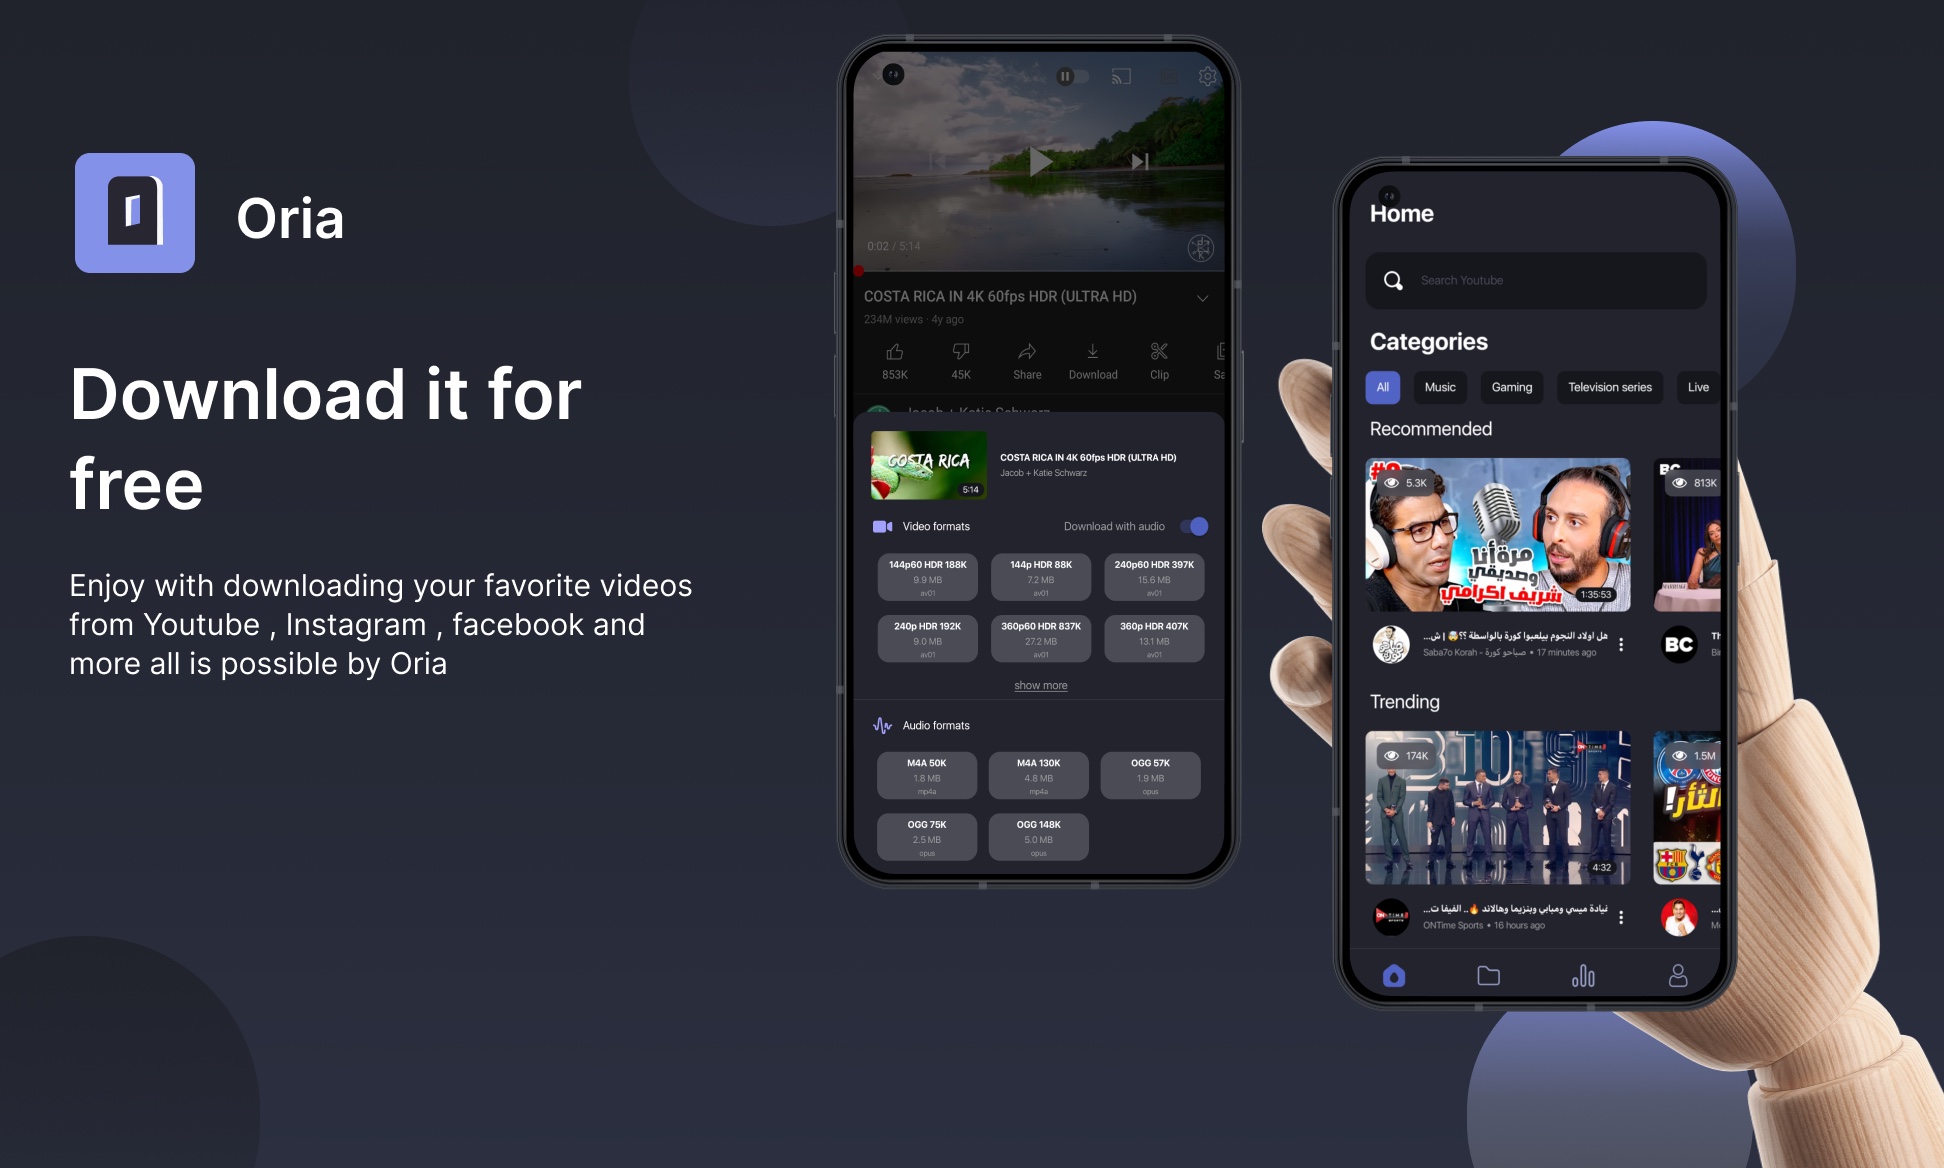 Oria
Download it for
free
Enjoy with downloading your favorite videos
from Youtube , Instagram , facebook and
more all is possible by Oria
0:02 / 5:14
COSTA RICA IN 4K 60fps HDR (ULTRA HD)
234M views · 4y ago
853K 45K Share Download Clip Sa
Jacob + Katie Schwarz
COSTA RICA
5:14
COSTA RICA IN 4K 60fps HDR (ULTRA HD)
Jacob + Katie Schwarz
Video formats Download with audio
144p60 HDR 188K 144p HDR 88K 240p60 HDR 397K
9.9 MB 7.2 MB 15.6 MB
av01 av01 av01
240p HDR 192K 360p60 HDR 837K 360p HDR 407K
9.0 MB 27.2 MB 13.1 MB
av01 av01 av01
show more
Audio formats
M4A 50K M4A 130K OGG 57K
1.8 MB 4.8 MB 1.9 MB
mp4a mp4a opus
OGG 75K OGG 148K
2.5 MB 5.0 MB
opus opus
Home
Search Youtube
Categories
All Music Gaming Television series Live
Recommended
5.3K 813K
مرة أنا
وصديقي
شريف اكرامي
1:35:53
هل اولاد النجوم بيلعبوا كورة بالواسطة ؟؟🤯 | ش...
Saba7o Korah - صباحو كورة • 17 minutes ago
BC Th
Trending
174K 1.5M
ON TIME
الثأر!
4:32
نيادة ميسي ومبابي وبنزيما وهالاند 🔥.. الفيفا ت...
ONTime Sports • 16 hours ago